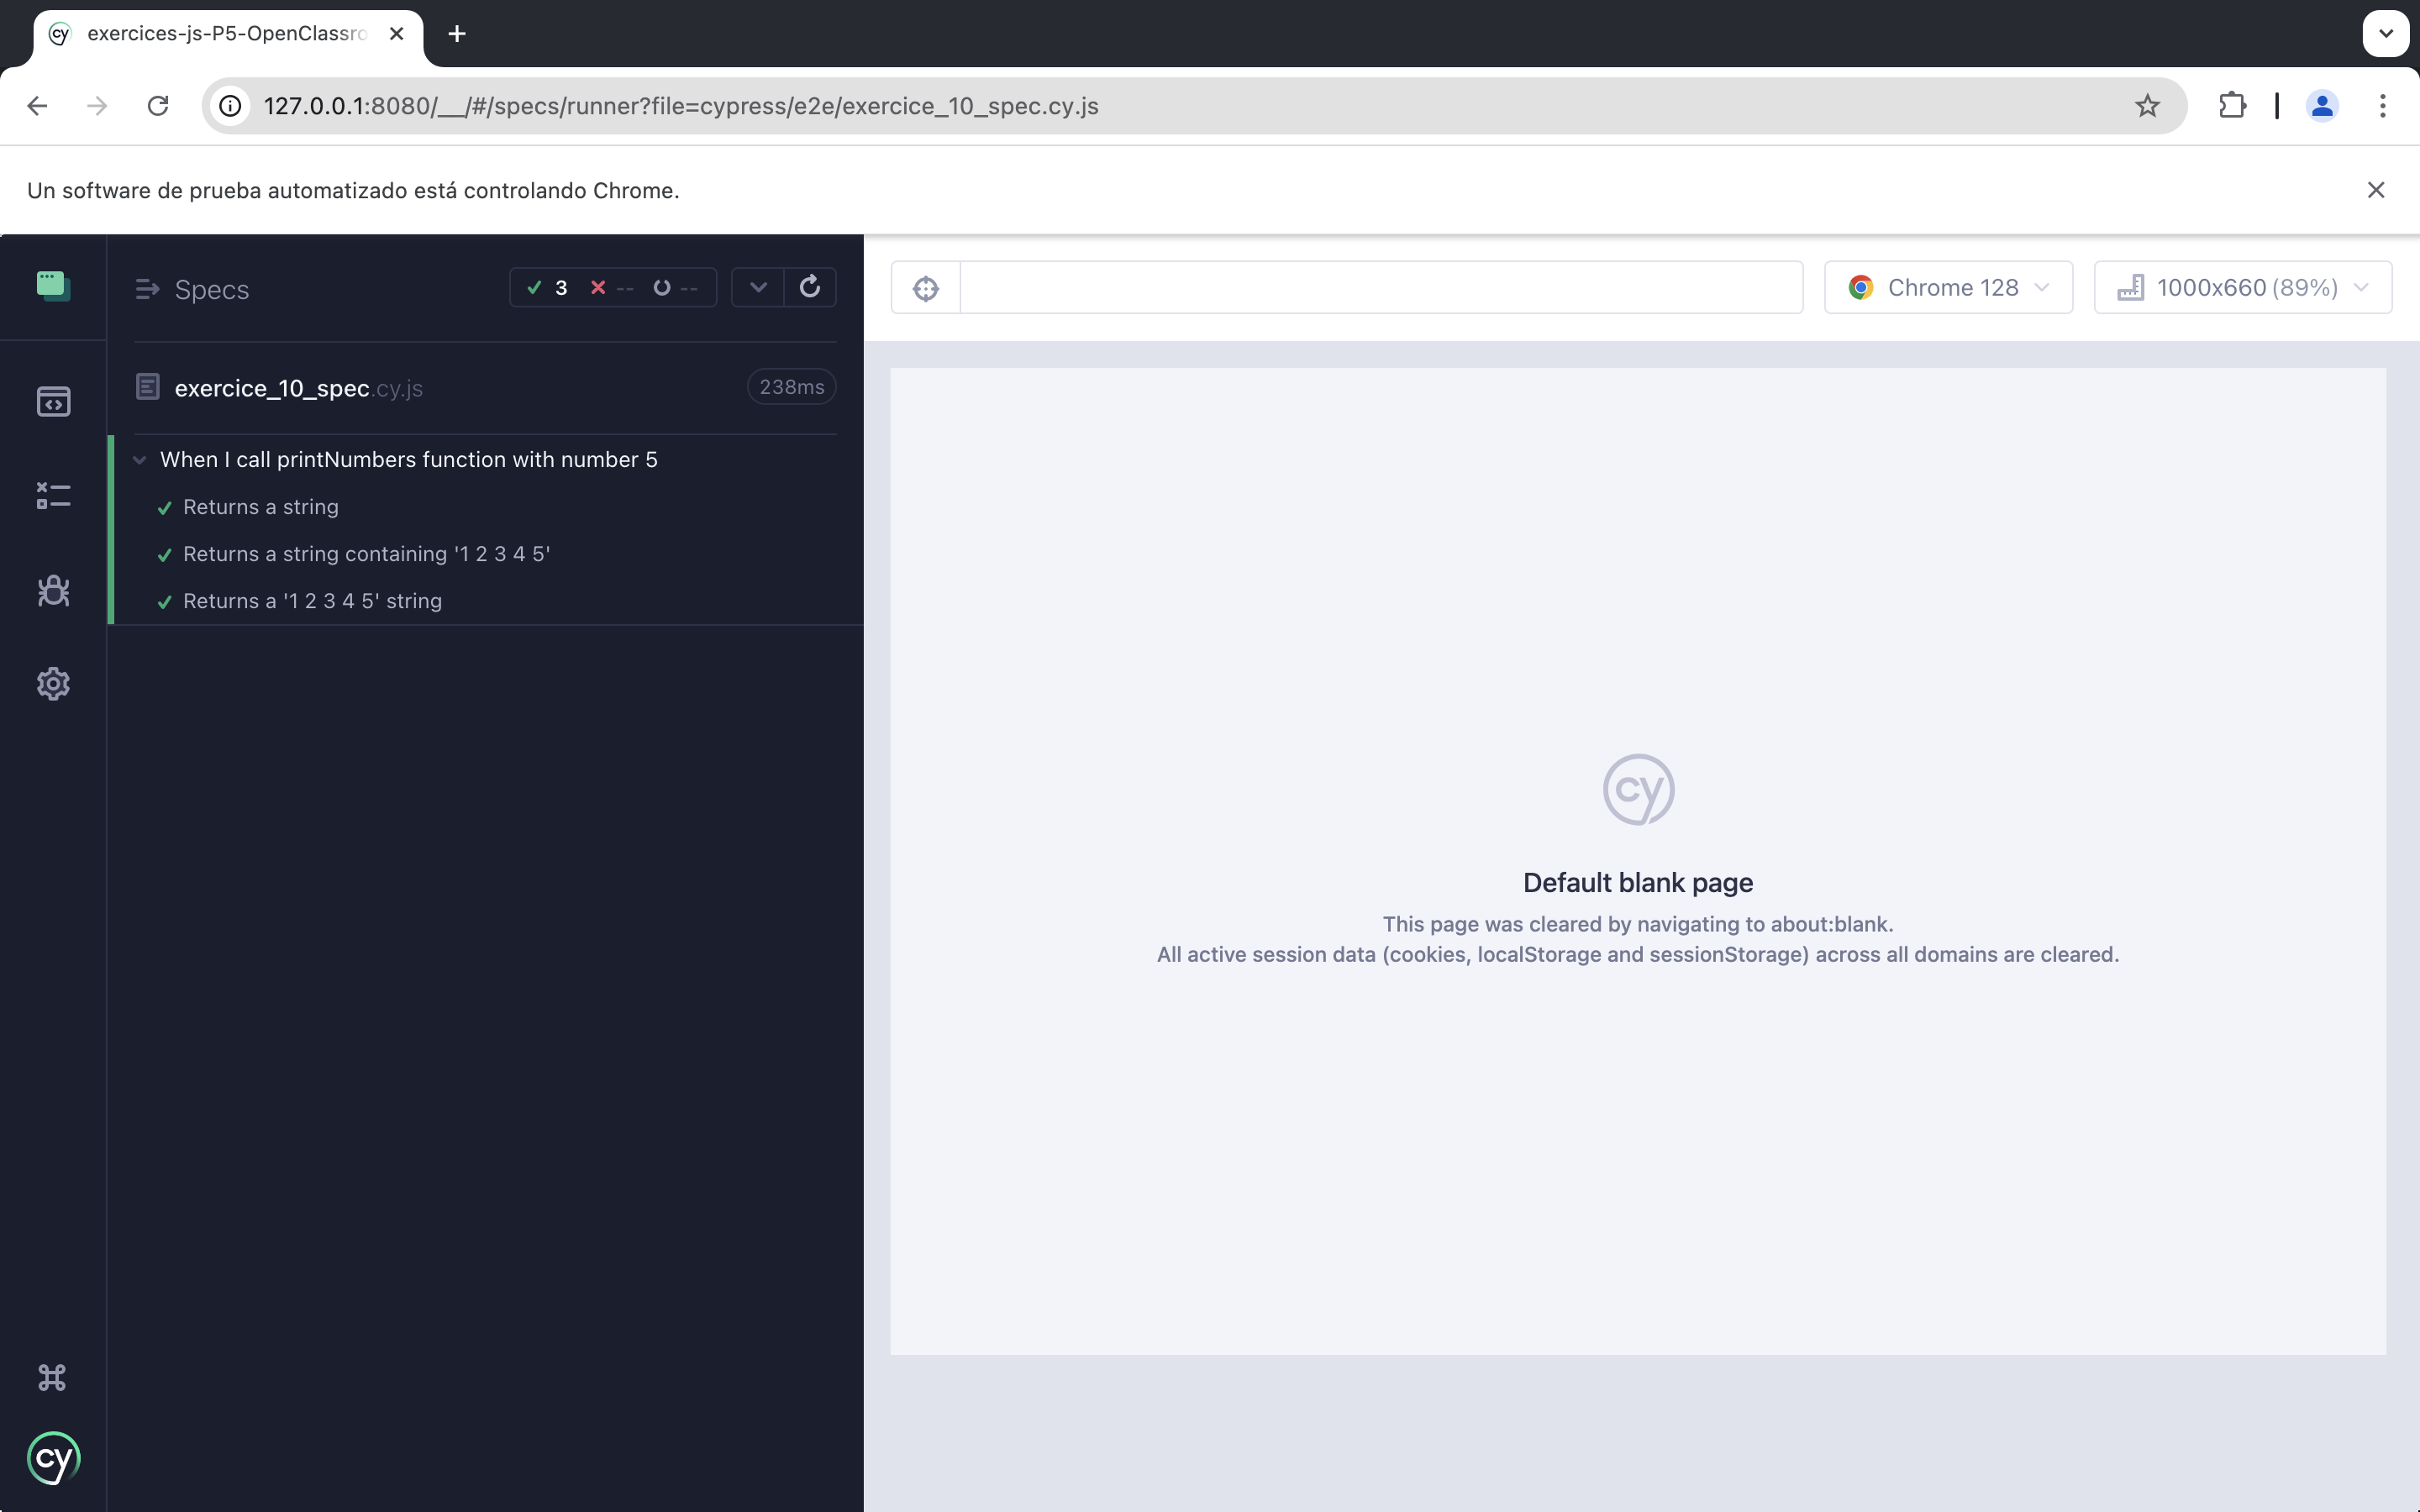 exercices-js-P5-OpenClassro
127.0.0.1:8080/__/#/specs/runner?file=cypress/e2e/exercice_10_spec.cy.js
Un software de prueba automatizado está controlando Chrome.
Specs
3 -- --
exercice_10_spec.cy.js
238ms
When I call printNumbers function with number 5
Returns a string
Returns a string containing '1 2 3 4 5'
Returns a '1 2 3 4 5' string
Chrome 128
1000x660 (89%)
cy
Default blank page
This page was cleared by navigating to about:blank.
All active session data (cookies, localStorage and sessionStorage) across all domains are cleared.
cy